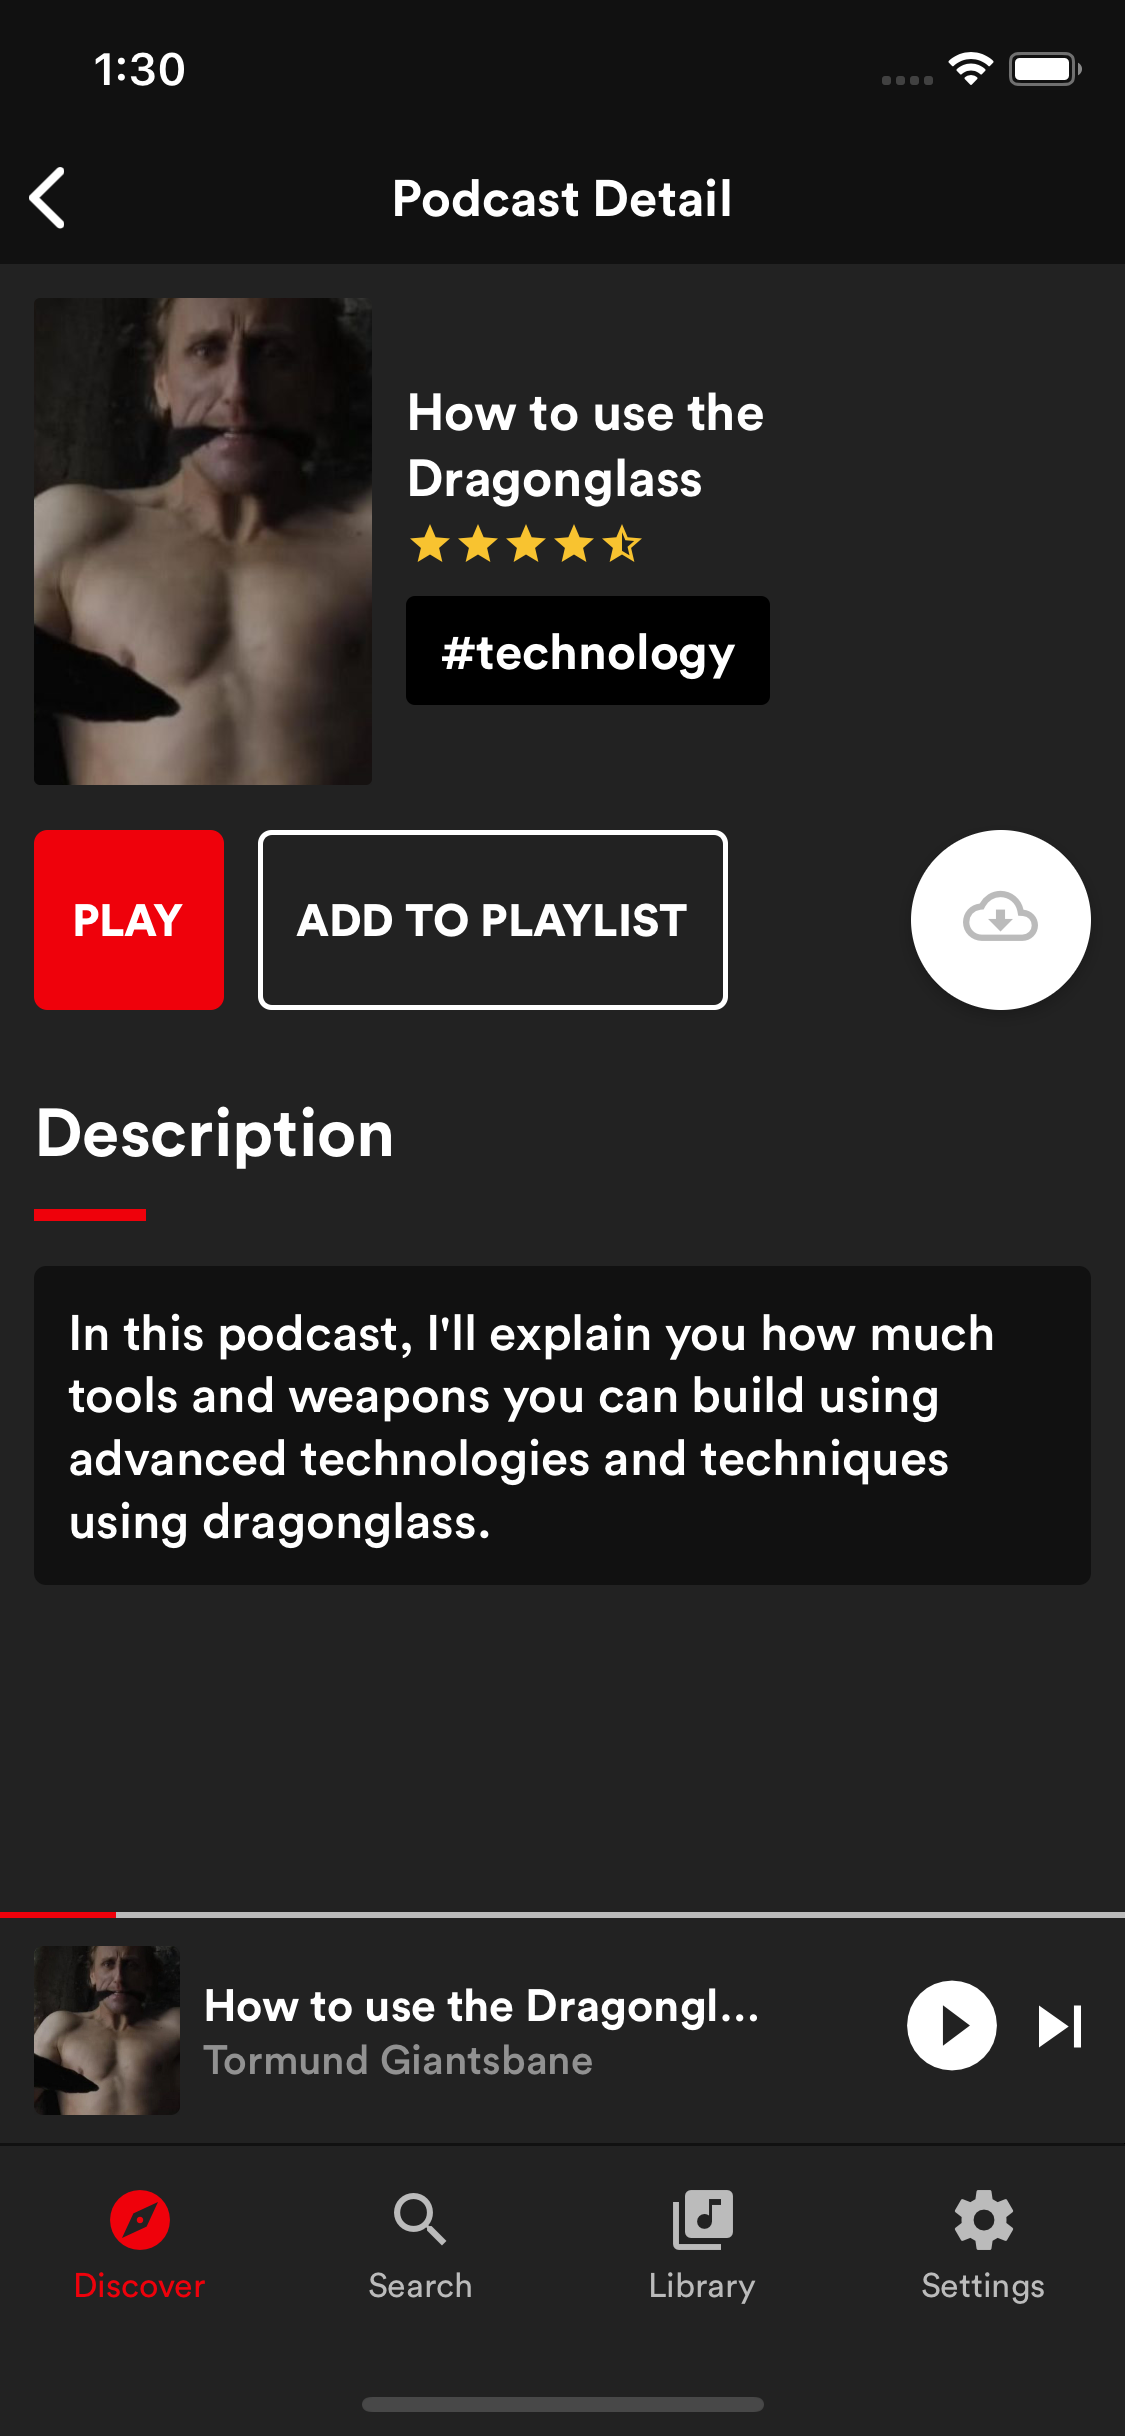 1:30
Podcast Detail
How to use the
Dragonglass
#technology
PLAY
ADD TO PLAYLIST
Description
In this podcast, I'll explain you how much
tools and weapons you can build using
advanced technologies and techniques
using dragonglass.
How to use the Dragongl...
Tormund Giantsbane
Discover
Search
Library
Settings